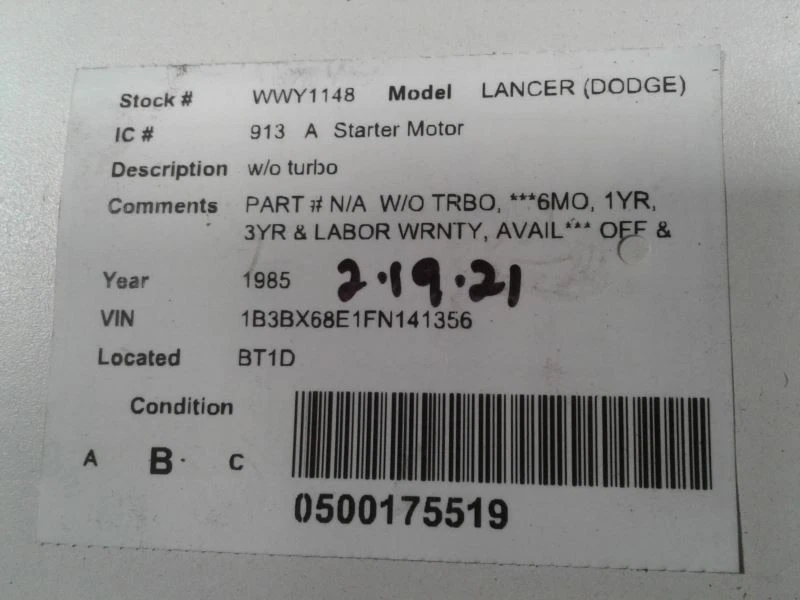 Stock # WWY1148 Model LANCER (DODGE)
IC # 913 A Starter Motor
Description w/o turbo
Comments PART # N/A W/O TRBO, ***6MO, 1YR,
3YR & LABOR WRNTY, AVAIL*** OFF &
Year 1985 2.19.21
VIN 1B3BX68E1FN141356
Located BT1D
Condition
A B C
0500175519